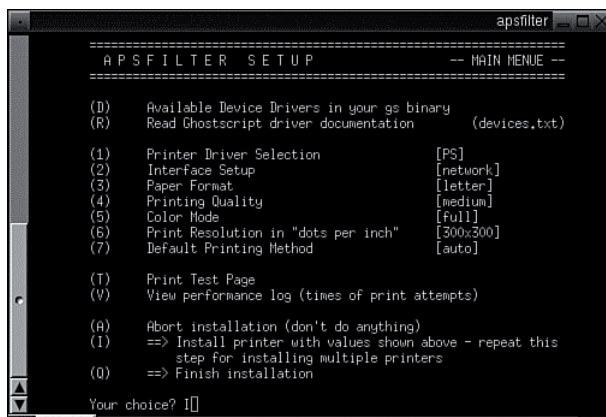 apsfilter
A P S F I L T E R   S E T U P -- MAIN MENUE --
(D) Available Device Drivers in your gs binary
(R) Read Ghostscript driver documentation (devices.txt)
(1) Printer Driver Selection [PS]
(2) Interface Setup [network]
(3) Paper Format [letter]
(4) Printing Quality [medium]
(5) Color Mode [full]
(6) Print Resolution in "dots per inch" [300x300]
(7) Default Printing Method [auto]
(T) Print Test Page
(V) View performance log (times of print attempts)
(A) Abort installation (don't do anything)
(I) ==> Install printer with values shown above - repeat this
step for installing multiple printers
(Q) ==> Finish installation
Your choice? I